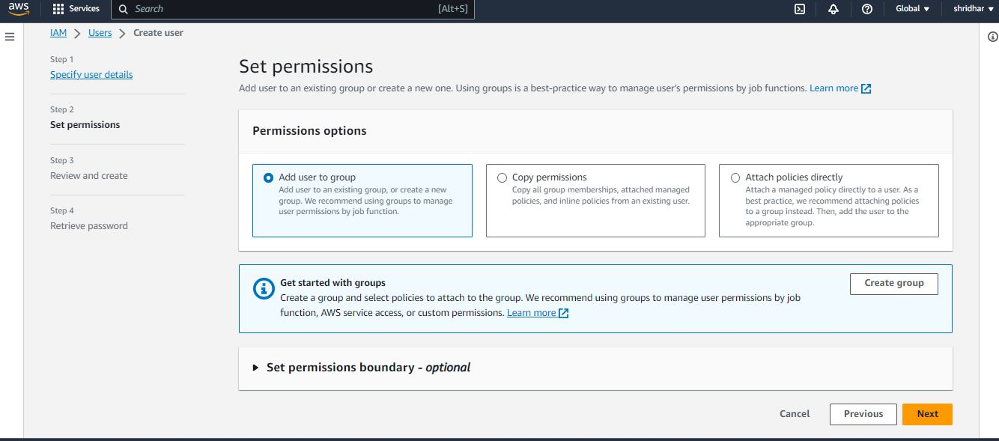 aws
Services
Search
[Alt+S]
Global
shridhar
IAM
Users
Create user
Step 1
Specify user details
Step 2
Set permissions
Step 3
Review and create
Step 4
Retrieve password
Set permissions
Add user to an existing group or create a new one. Using groups is a best-practice way to manage user's permissions by job functions. Learn more
Permissions options
Add user to group
Add user to an existing group, or create a new
group. We recommend using groups to manage
user permissions by job function.
Copy permissions
Copy all group memberships, attached managed
policies, and inline policies from an existing user.
Attach policies directly
Attach a managed policy directly to a user. As a
best practice, we recommend attaching policies
to a group instead. Then, add the user to the
appropriate group.
Get started with groups
Create a group and select policies to attach to the group. We recommend using groups to manage user permissions by job
function, AWS service access, or custom permissions. Learn more
Create group
Set permissions boundary - optional
Cancel
Previous
Next